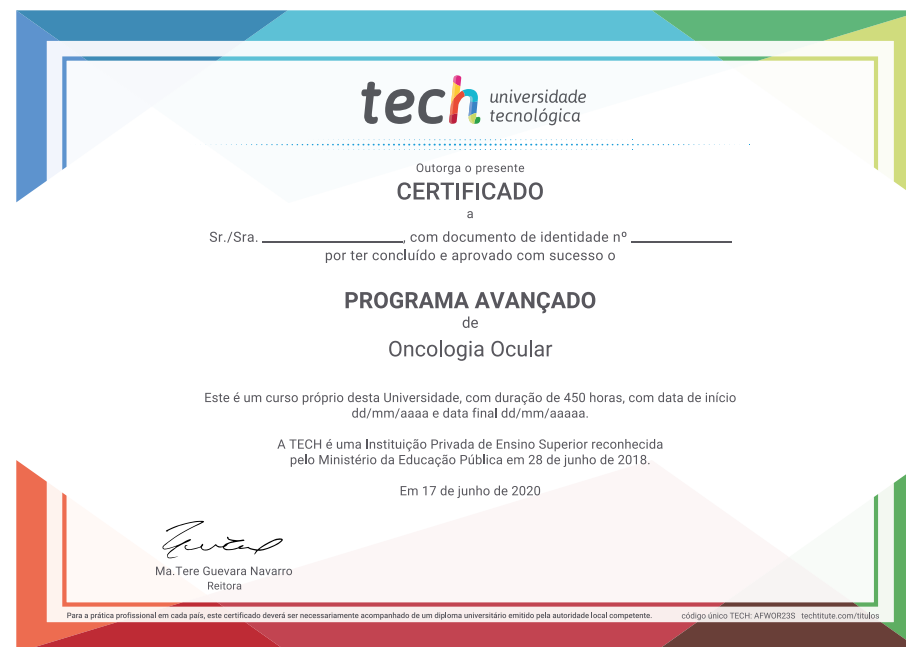 tech universidade
tecnológica
Outorga o presente
CERTIFICADO
a
Sr./Sra. ____________, com documento de identidade nº ____________
por ter concluído e aprovado com sucesso o
PROGRAMA AVANÇADO
de
Oncologia Ocular
Este é um curso próprio desta Universidade, com duração de 450 horas, com data de início
dd/mm/aaaa e data final dd/mm/aaaaa.
A TECH é uma Instituição Privada de Ensino Superior reconhecida
pelo Ministério da Educação Pública em 28 de junho de 2018.
Em 17 de junho de 2020
Ma.Tere Guevara Navarro
Reitora
Para a prática profissional em cada país, este certificado deverá ser necessariamente acompanhado de um diploma universitário emitido pela autoridade local competente. código único TECH: AFWOR23S techtitute.com/titulos